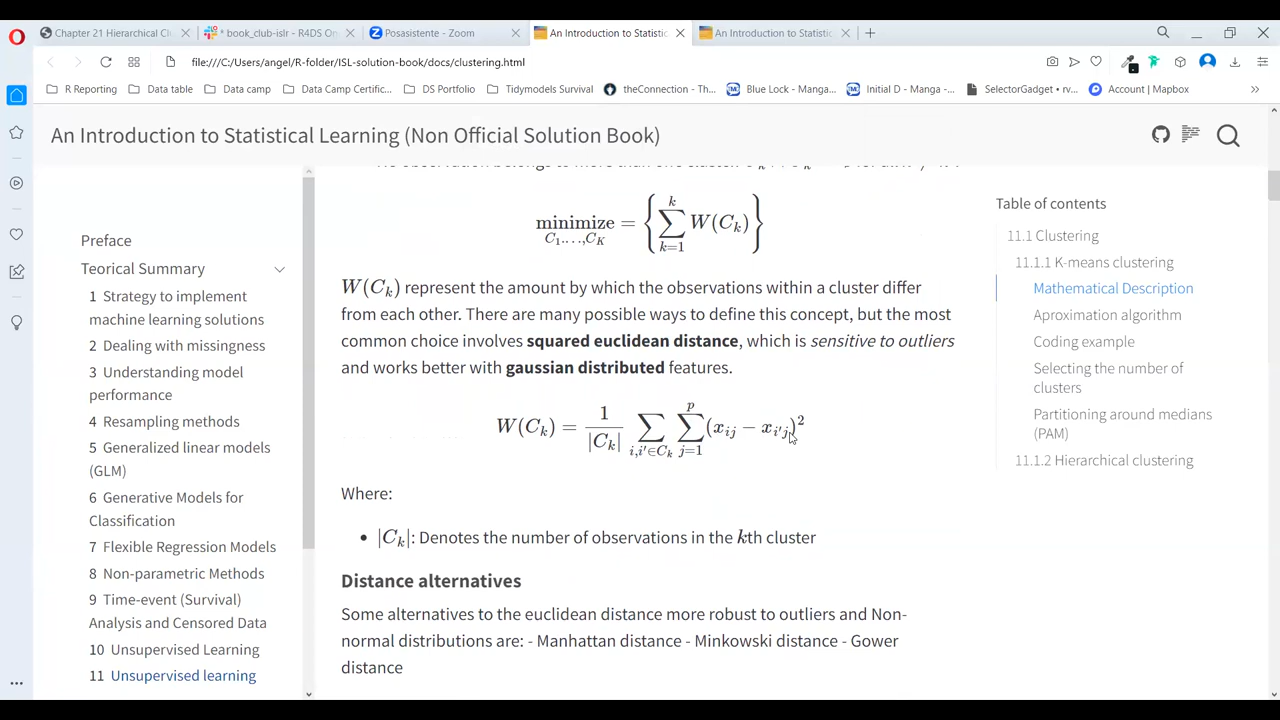 Chapter 21 Hierarchical Cl
* book_club-islr - R4DS On
Posasistente - Zoom
An Introduction to Statistic
An Introduction to Statistic
file:///C:/Users/angel/R-folder/ISL-solution-book/docs/clustering.html
R Reporting
Data table
Data camp
Data Camp Certific...
DS Portfolio
Tidymodels Survival
theConnection - Th...
Blue Lock - Manga...
Initial D - Manga -...
SelectorGadget • rv...
Account | Mapbox
An Introduction to Statistical Learning (Non Official Solution Book)
Preface
Teorical Summary
1 Strategy to implement
machine learning solutions
2 Dealing with missingness
3 Understanding model
performance
4 Resampling methods
5 Generalized linear models
(GLM)
6 Generative Models for
Classification
7 Flexible Regression Models
8 Non-parametric Methods
9 Time-event (Survival)
Analysis and Censored Data
10 Unsupervised Learning
11 Unsupervised learning
minimize_{C_1....,C_K} = { ∑_{k=1}^{k} W(C_k) }
W(C_k) represent the amount by which the observations within a cluster differ
from each other. There are many possible ways to define this concept, but the most
common choice involves squared euclidean distance, which is sensitive to outliers
and works better with gaussian distributed features.
W(C_k) = 1/|C_k| ∑_{i,i'∈C_k} ∑_{j=1}^{p} (x_{ij} − x_{i'j})^2
Where:
• |C_k|: Denotes the number of observations in the kth cluster
Distance alternatives
Some alternatives to the euclidean distance more robust to outliers and Non-
normal distributions are: - Manhattan distance - Minkowski distance - Gower
distance
Table of contents
11.1 Clustering
11.1.1 K-means clustering
Mathematical Description
Aproximation algorithm
Coding example
Selecting the number of
clusters
Partitioning around medians
(PAM)
11.1.2 Hierarchical clustering